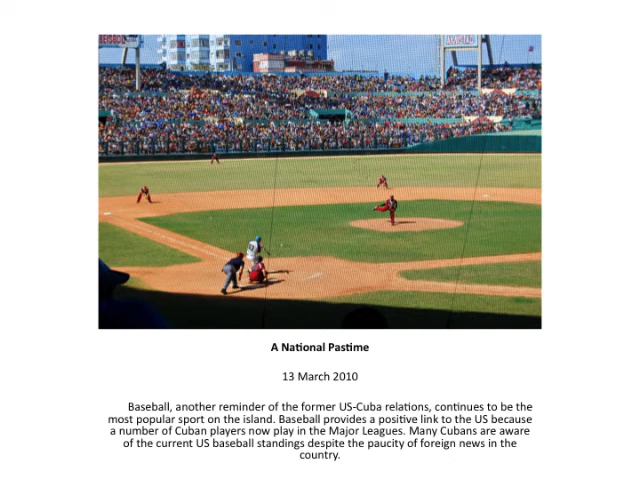 A National Pastime
13 March 2010
Baseball, another reminder of the former US-Cuba relations, continues to be the
most popular sport on the island. Baseball provides a positive link to the US because
a number of Cuban players now play in the Major Leagues. Many Cubans are aware
of the current US baseball standings despite the paucity of foreign news in the
country.